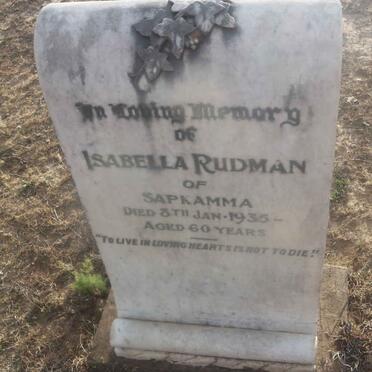 In Loving Memory
of
ISABELLA RUDMAN
OF
SAPKAMMA
DIED 8TH JAN. 1935
AGED 60 YEARS
"TO LIVE IN LOVING HEARTS IS NOT TO DIE."